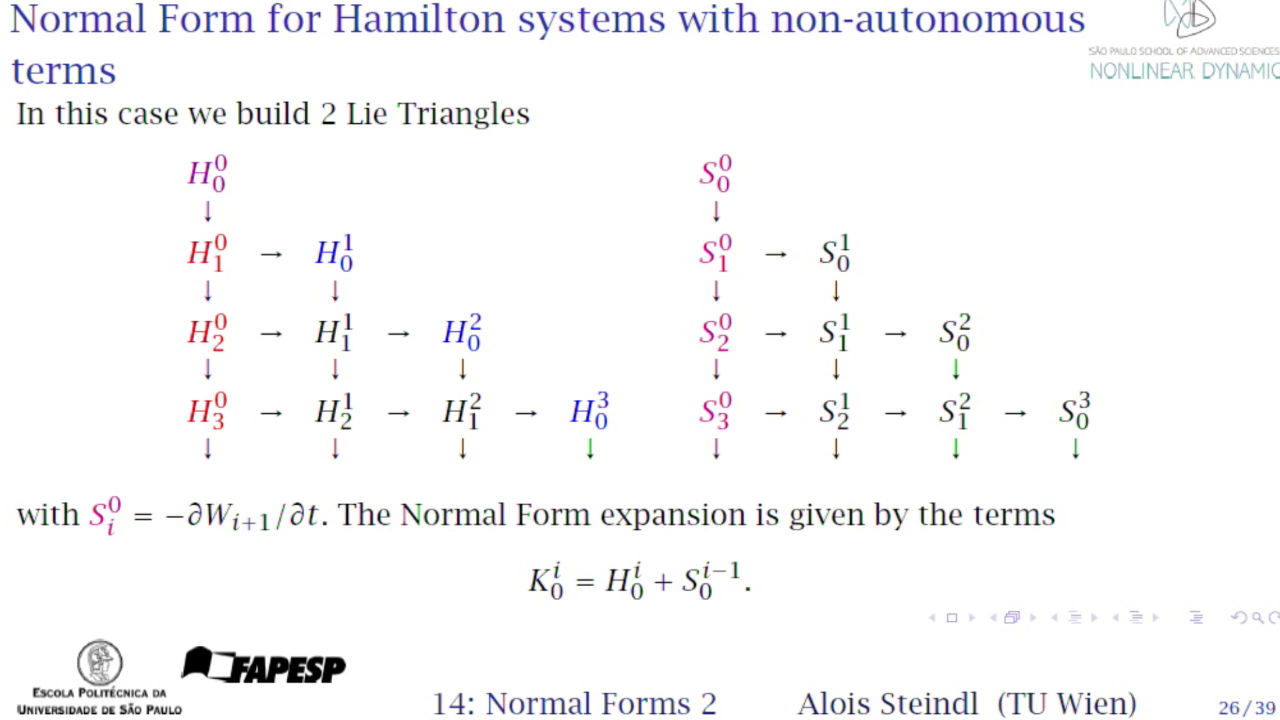 Normal Form for Hamilton systems with non-autonomous
terms
SÃO PAULO SCHOOL OF ADVANCED SCIENCES
NONLINEAR DYNAMIC
In this case we build 2 Lie Triangles
H_0^0 S_0^0
↓ ↓
H_1^0 → H_0^1 S_1^0 → S_0^1
↓ ↓ ↓ ↓
H_2^0 → H_1^1 → H_0^2 S_2^0 → S_1^1 → S_0^2
↓ ↓ ↓ ↓ ↓ ↓
H_3^0 → H_2^1 → H_1^2 → H_0^3 S_3^0 → S_2^1 → S_1^2 → S_0^3
↓ ↓ ↓ ↓ ↓ ↓ ↓ ↓
with S_i^0 = −∂W_{i+1}/∂t. The Normal Form expansion is given by the terms
K_0^i = H_0^i + S_0^{i−1}.
ESCOLA POLITÉCNICA DA
UNIVERSIDADE DE SÃO PAULO
FAPESP
14: Normal Forms 2 Alois Steindl (TU Wien) 26/39